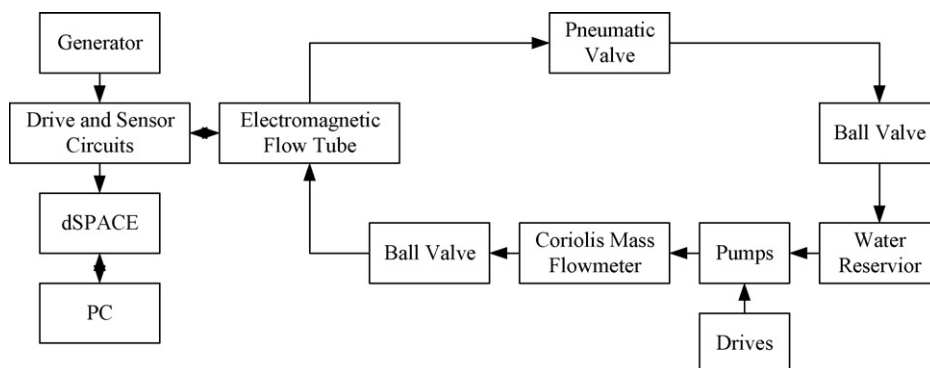 Generator
Pneumatic
Valve
Drive and Sensor
Circuits
Electromagnetic
Flow Tube
Ball Valve
dSPACE
Ball Valve
Coriolis Mass
Flowmeter
Pumps
Water
Reservior
PC
Drives